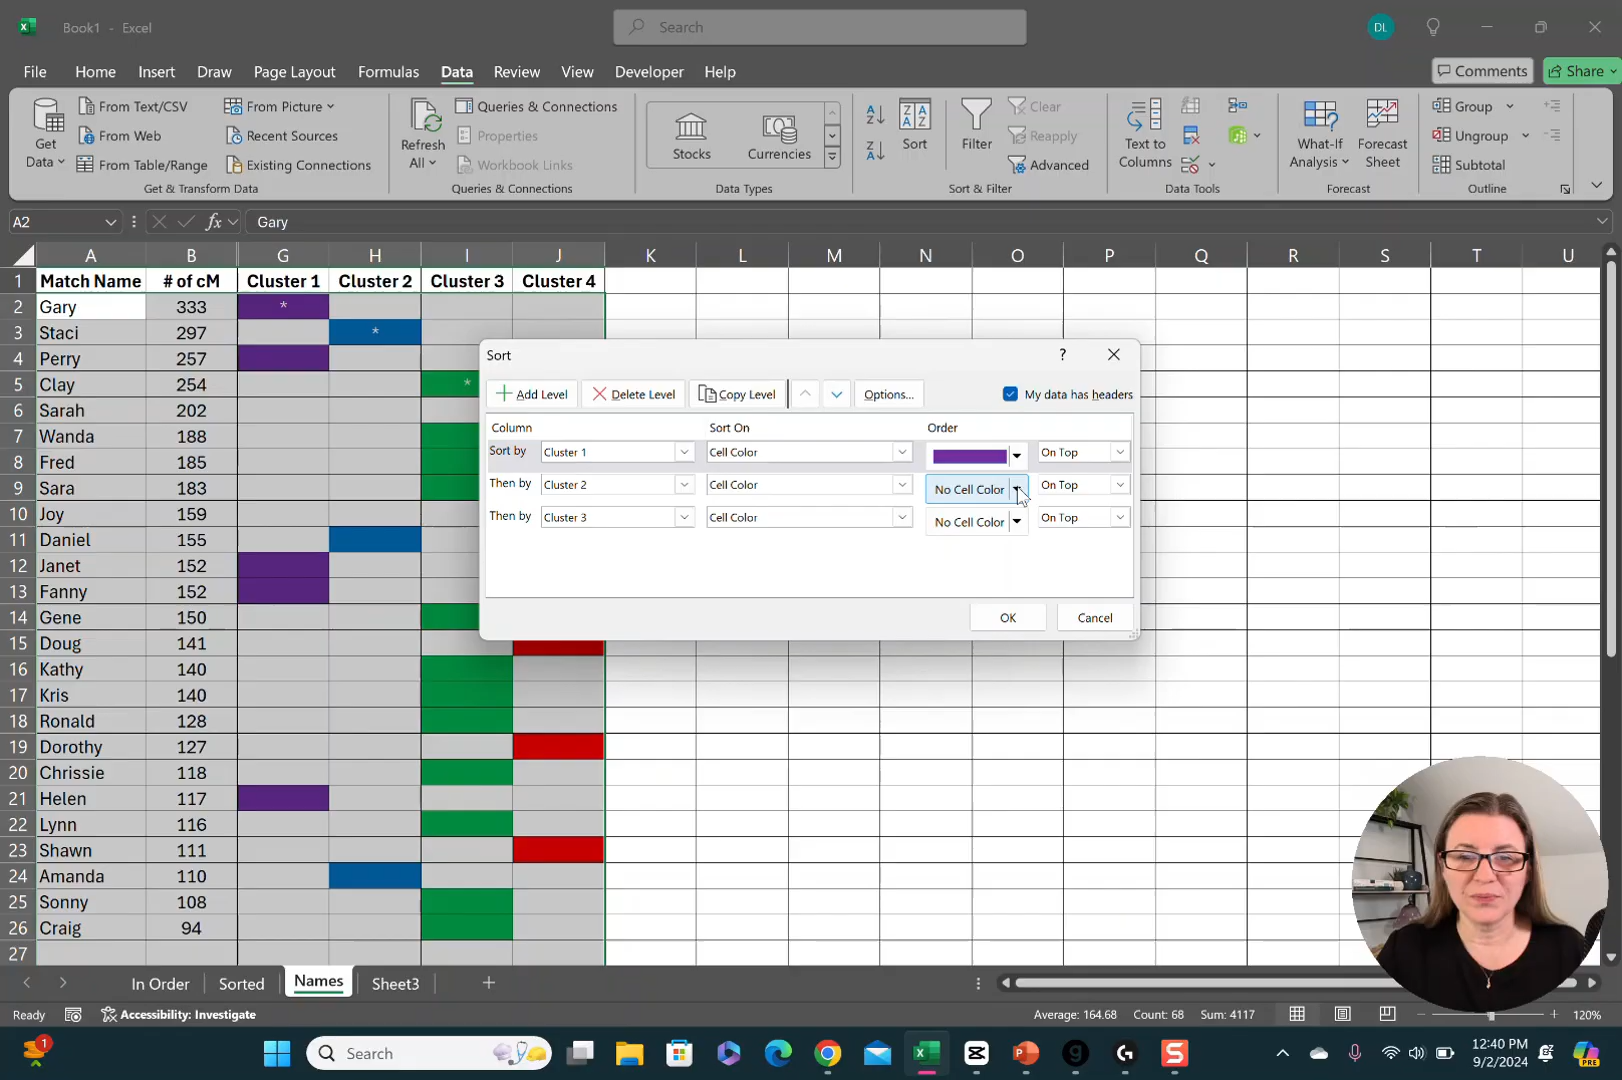 Book1 - Excel
Search
DL
File Home Insert Draw Page Layout Formulas Data Review View Developer Help
Comments Share
Get Data
From Text/CSV
From Web
From Table/Range
From Picture
Recent Sources
Existing Connections
Get & Transform Data
Refresh All
Queries & Connections
Properties
Workbook Links
Queries & Connections
Stocks
Currencies
Data Types
Sort
Filter
Clear
Reapply
Advanced
Sort & Filter
Text to Columns
Data Tools
What-If Analysis
Forecast Sheet
Forecast
Group
Ungroup
Subtotal
Outline
A2 fx Gary
A B G H I J K L M N O P Q R S T U
1 Match Name # of cM Cluster 1 Cluster 2 Cluster 3 Cluster 4
2 Gary 333 *
3 Staci 297 *
4 Perry 257
5 Clay 254 *
6 Sarah 202
7 Wanda 188
8 Fred 185
9 Sara 183
10 Joy 159
11 Daniel 155
12 Janet 152
13 Fanny 152
14 Gene 150
15 Doug 141
16 Kathy 140
17 Kris 140
18 Ronald 128
19 Dorothy 127
20 Chrissie 118
21 Helen 117
22 Lynn 116
23 Shawn 111
24 Amanda 110
25 Sonny 108
26 Craig 94
27
Sort ?
Add Level Delete Level Copy Level Options... My data has headers
Column Sort On Order
Sort by Cluster 1 Cell Color On Top
Then by Cluster 2 Cell Color No Cell Color On Top
Then by Cluster 3 Cell Color No Cell Color On Top
OK Cancel
In Order Sorted Names Sheet3
Ready Accessibility: Investigate Average: 164.68 Count: 68 Sum: 4117 120%
1
Search
12:40 PM
9/2/2024
PRE